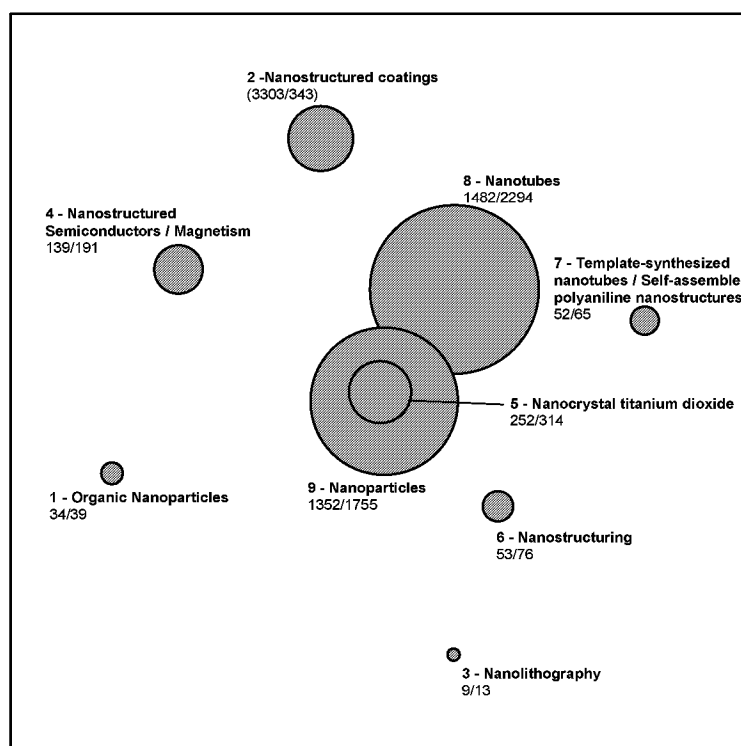 2 -Nanostructured coatings
(3303/343)
8 - Nanotubes
1482/2294
4 - Nanostructured
Semiconductors / Magnetism
139/191
7 - Template-synthesized
nanotubes / Self-assemble
polyaniline nanostructures
52/65
5 - Nanocrystal titanium dioxide
252/314
9 - Nanoparticles
1352/1755
1 - Organic Nanoparticles
34/39
6 - Nanostructuring
53/76
3 - Nanolithography
9/13